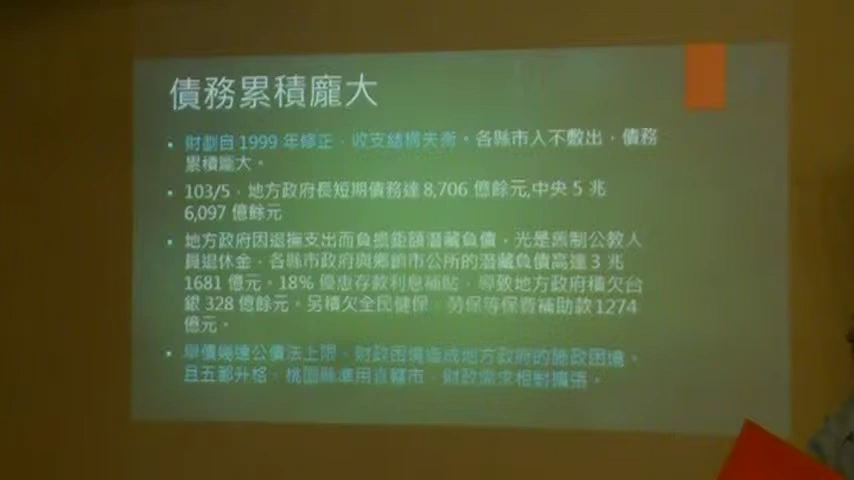 債務累積龐大
財劃自 1999 年修正，收支結構失衡。各縣市入不敷出，債務
累積龐大。
103/5，地方政府長短期債務達 8,706 億餘元,中央 5 兆
6,097 億餘元
地方政府因退撫支出而負擔鉅額潛藏負債，光是舊制公教人
員退休金，各縣市政府與鄉鎮市公所的潛藏負債高達 3 兆
1681 億元。18% 優惠存款利息補貼，導致地方政府積欠台
銀 328 億餘元。另積欠全民健保、勞保等保費補助款 1274
億元。
舉債幾達公債法上限，財政困境造成地方政府的施政困境。
且五都升格，桃園縣準用直轄市，財政需求相對擴張。